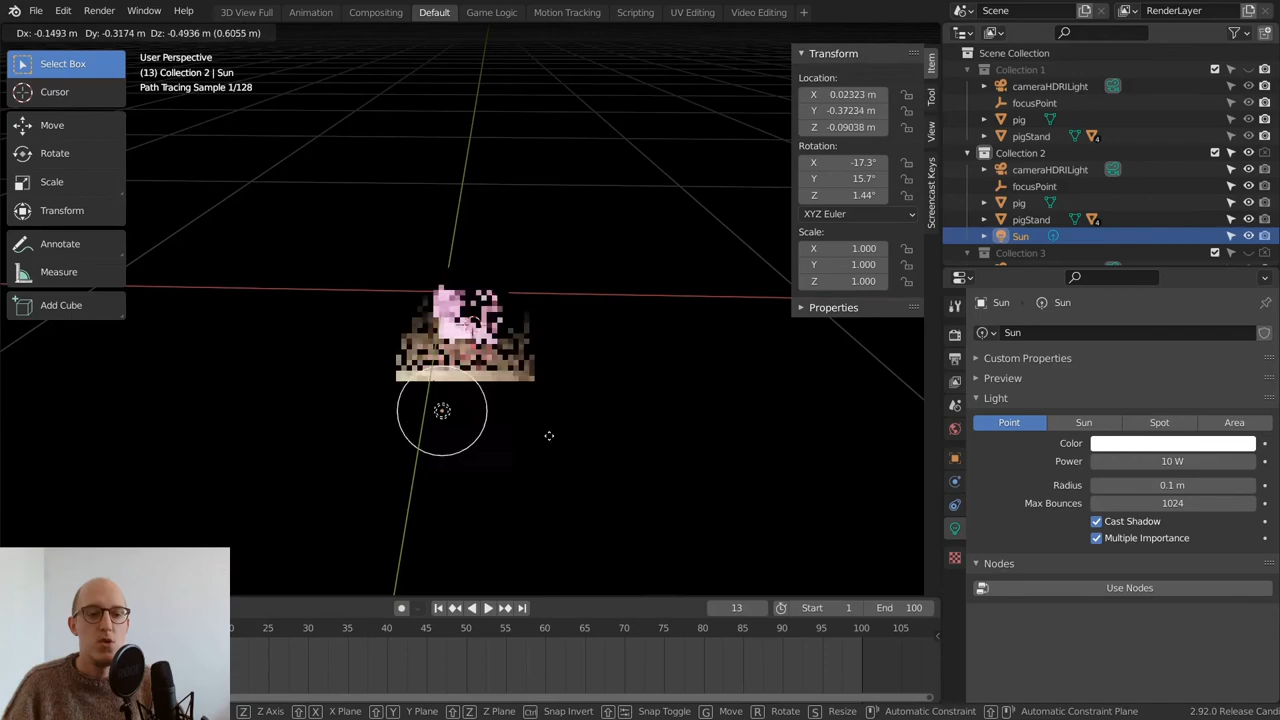 File Edit Render Window Help 3D View Full Animation Compositing Default Game Logic Motion Tracking Scripting UV Editing Video Editing + Scene RenderLayer
Dx: -0.1493 m Dy: -0.3174 m Dz: -0.4936 m (0.6055 m)
Select Box
Cursor
Move
Rotate
Scale
Transform
Annotate
Measure
Add Cube
User Perspective
(13) Collection 2 | Sun
Path Tracing Sample 1/128
Transform
Location:
X 0.02323 m
Y -0.37234 m
Z -0.09038 m
Rotation:
X -17.3°
Y 15.7°
Z 1.44°
XYZ Euler
Scale:
X 1.000
Y 1.000
Z 1.000
Properties
Item
Tool
View
Screencast Keys
Scene Collection
Collection 1
cameraHDRILight
focusPoint
pig
pigStand 4
Collection 2
cameraHDRILight
focusPoint
pig
pigStand 4
Sun
Collection 3
Sun Sun
Sun
Custom Properties
Preview
Light
Point Sun Spot Area
Color
Power 10 W
Radius 0.1 m
Max Bounces 1024
Cast Shadow
Multiple Importance
Nodes
Use Nodes
13 Start 1 End 100
25 30 35 40 45 50 55 60 65 70 75 80 85 90 95 100 105
Z Z Axis X X Plane Y Y Plane Z Z Plane Snap Invert Snap Toggle G Move R Rotate S Resize Automatic Constraint Automatic Constraint Plane 2.92.0 Release Cand